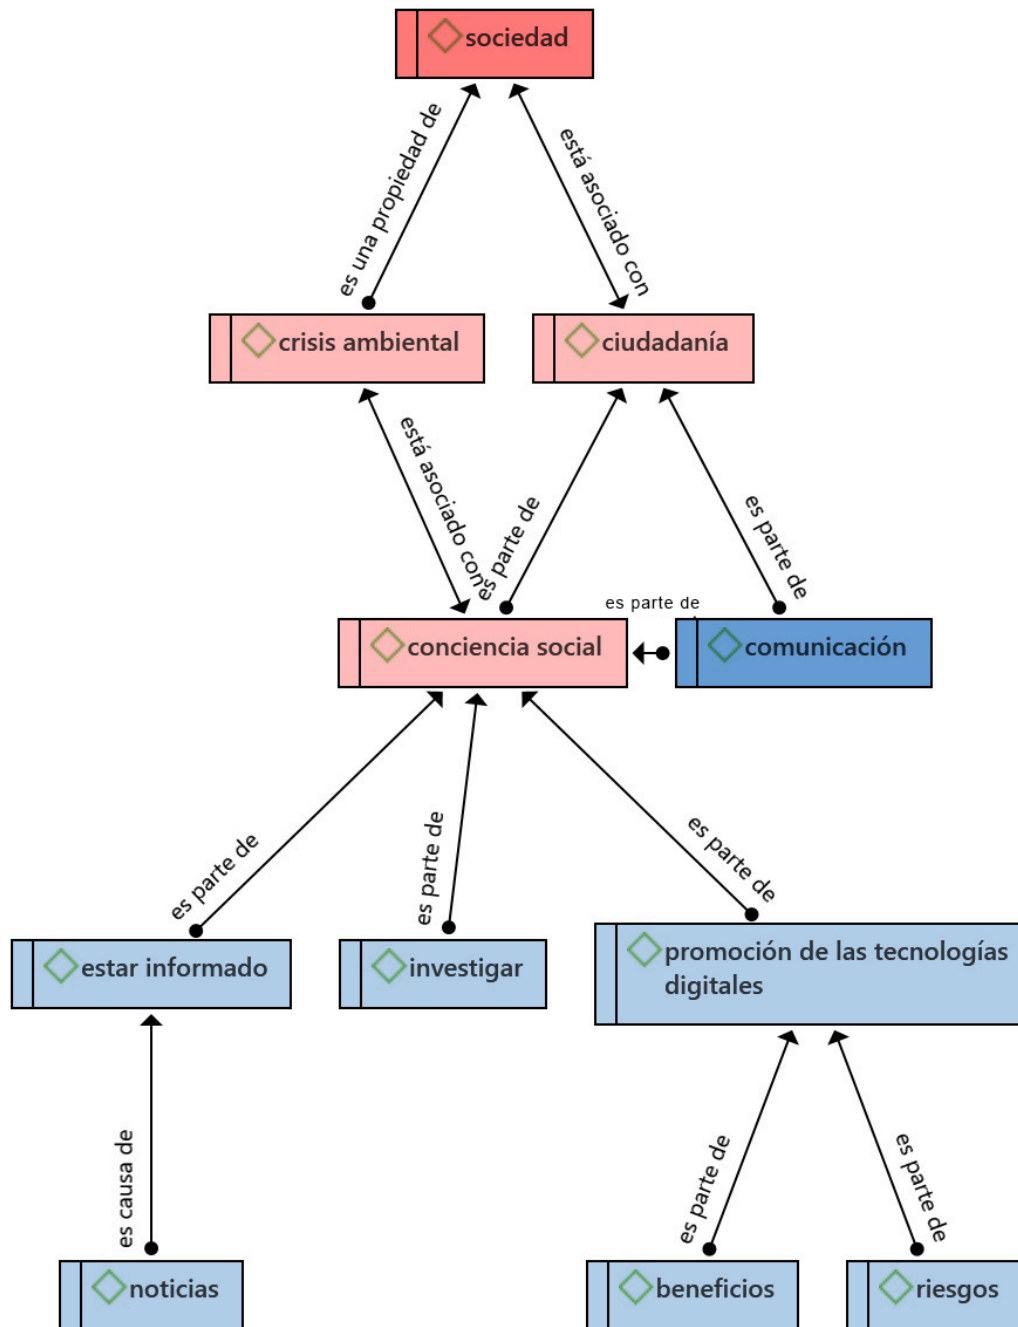 sociedad
es una propiedad de
está asociado con
crisis ambiental
ciudadanía
está asociado con
es parte de
es parte de
es parte de
conciencia social
comunicación
es parte de
es parte de
es parte de
estar informado
investigar
promoción de las tecnologías
digitales
es causa de
es parte de
es parte de
noticias
beneficios
riesgos